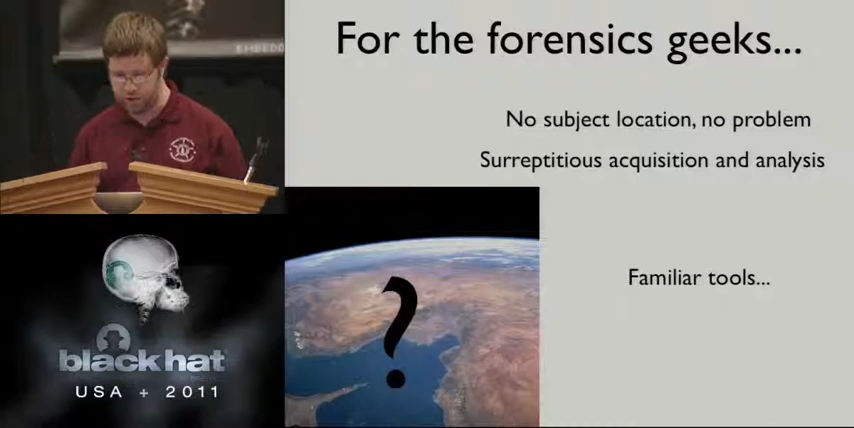 For the forensics geeks...
No subject location, no problem
Surreptitious acquisition and analysis
Familiar tools...
?
black hat
USA + 2011